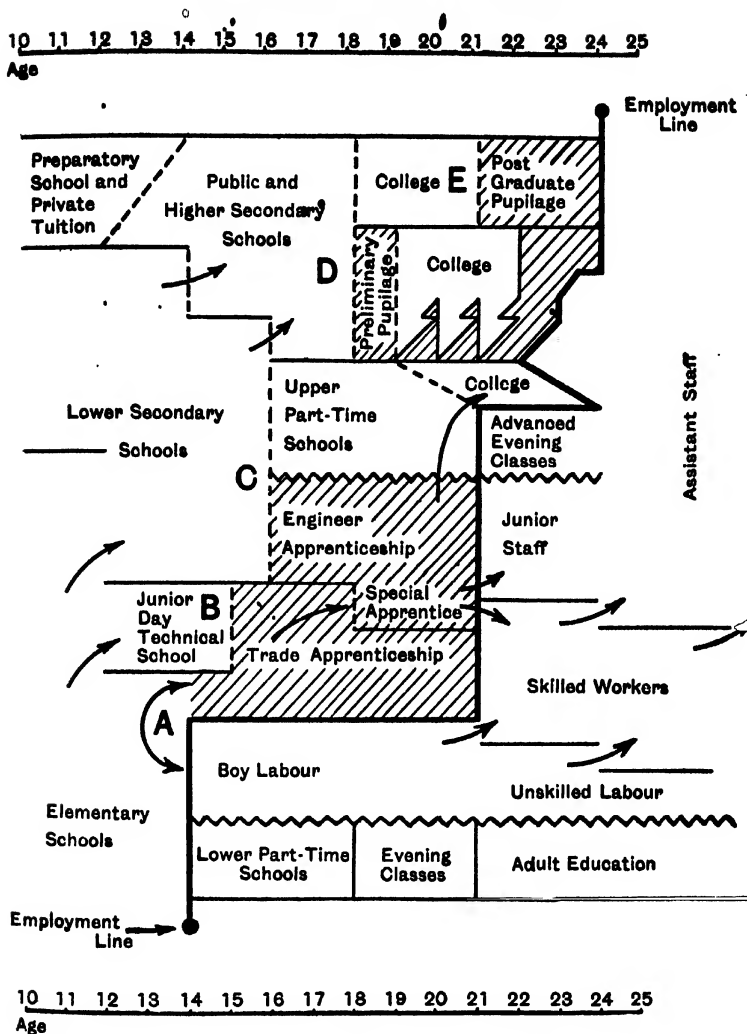 10 11 12 13 14 15 16 17 18 19 20 21 22 23 24 25
Age
Employment
Line
Preparatory
School and
Private
Tuition
Public and
Higher Secondary
Schools
College E
Post
Graduate
Pupilage
D
Preliminary
Pupilage
College
Lower Secondary
Schools
Upper
Part-Time
Schools
College
Advanced
Evening
Classes
Assistant Staff
C
Engineer
Apprenticeship
Junior
Staff
Junior
Day
Technical
School
B
Special
Apprentice
Trade Apprenticeship
Skilled Workers
A
Boy Labour
Unskilled Labour
Elementary
Schools
Lower Part-Time
Schools
Evening
Classes
Adult Education
Employment
Line
10 11 12 13 14 15 16 17 18 19 20 21 22 23 24 25
Age